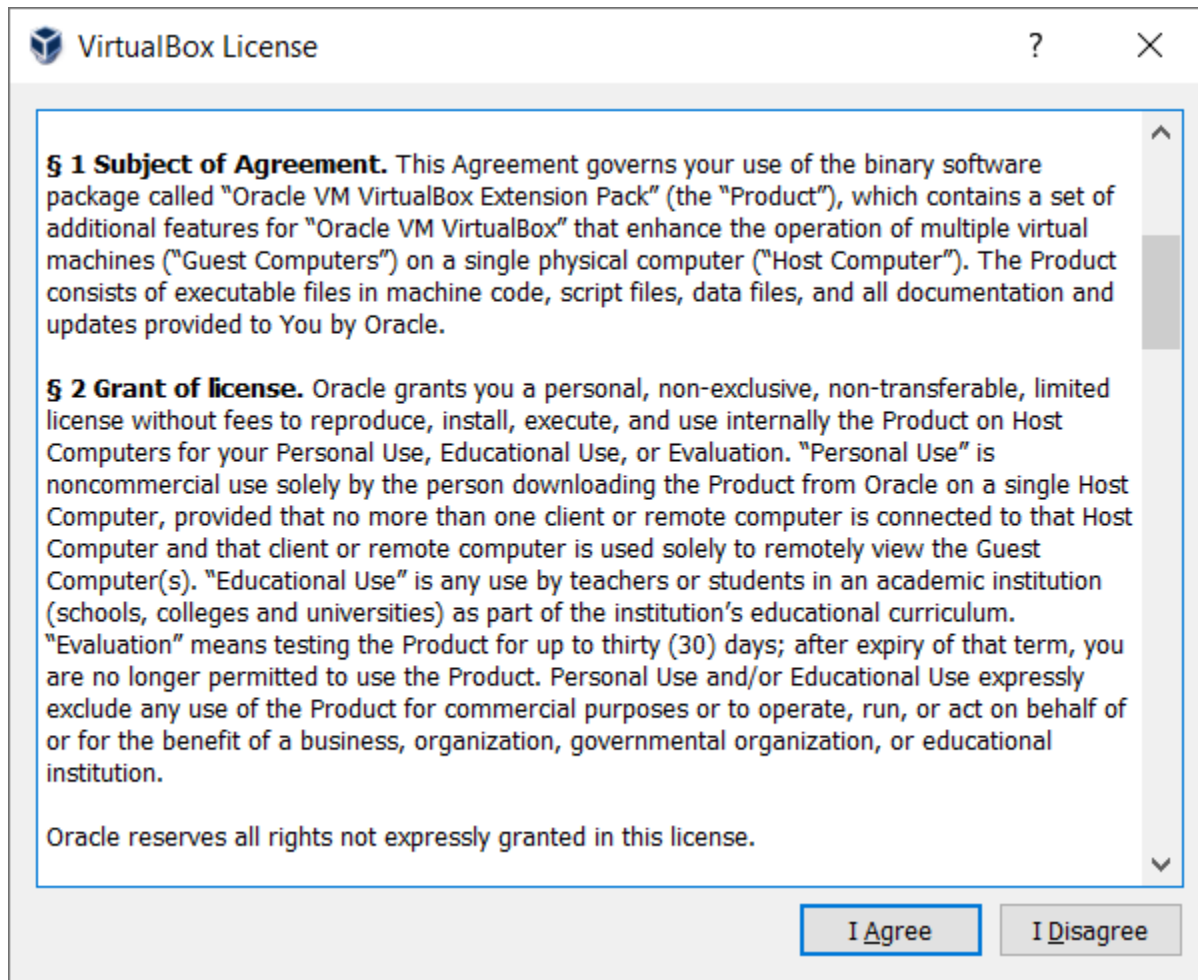 VirtualBox License
?
§ 1 Subject of Agreement. This Agreement governs your use of the binary software
package called “Oracle VM VirtualBox Extension Pack” (the “Product”), which contains a set of
additional features for “Oracle VM VirtualBox” that enhance the operation of multiple virtual
machines (“Guest Computers”) on a single physical computer (“Host Computer”). The Product
consists of executable files in machine code, script files, data files, and all documentation and
updates provided to You by Oracle.
§ 2 Grant of license. Oracle grants you a personal, non-exclusive, non-transferable, limited
license without fees to reproduce, install, execute, and use internally the Product on Host
Computers for your Personal Use, Educational Use, or Evaluation. “Personal Use” is
noncommercial use solely by the person downloading the Product from Oracle on a single Host
Computer, provided that no more than one client or remote computer is connected to that Host
Computer and that client or remote computer is used solely to remotely view the Guest
Computer(s). “Educational Use” is any use by teachers or students in an academic institution
(schools, colleges and universities) as part of the institution’s educational curriculum.
“Evaluation” means testing the Product for up to thirty (30) days; after expiry of that term, you
are no longer permitted to use the Product. Personal Use and/or Educational Use expressly
exclude any use of the Product for commercial purposes or to operate, run, or act on behalf of
or for the benefit of a business, organization, governmental organization, or educational
institution.
Oracle reserves all rights not expressly granted in this license.
I Agree
I Disagree